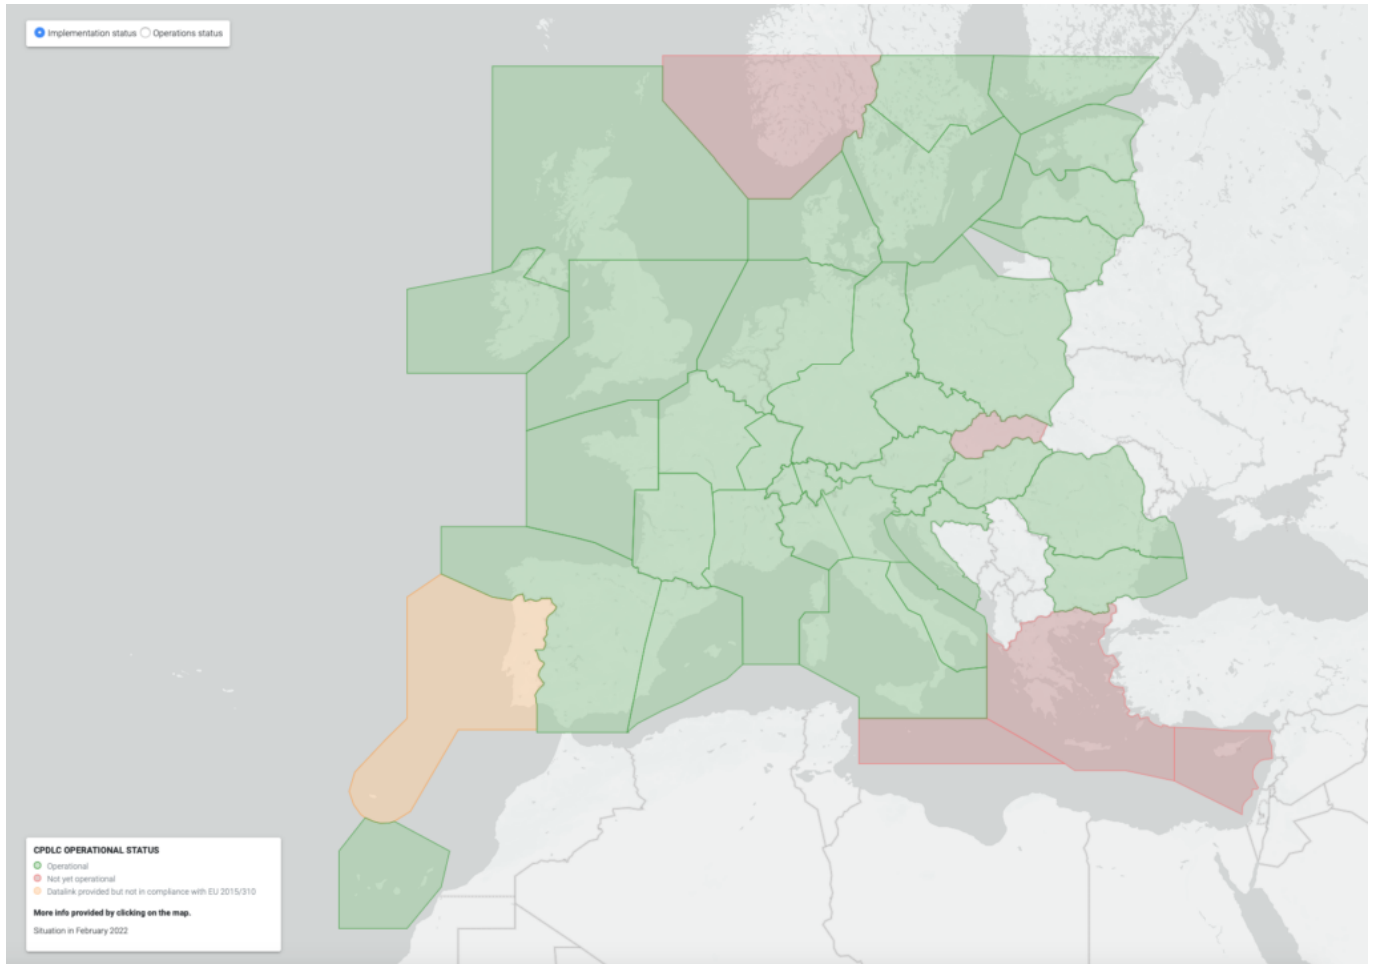 Implementation status Operations status
CPDLC OPERATIONAL STATUS
Operational
Not yet operational
Datalink provided but not in compliance with EU 2015/310
More info provided by clicking on the map.
Situation in February 2022